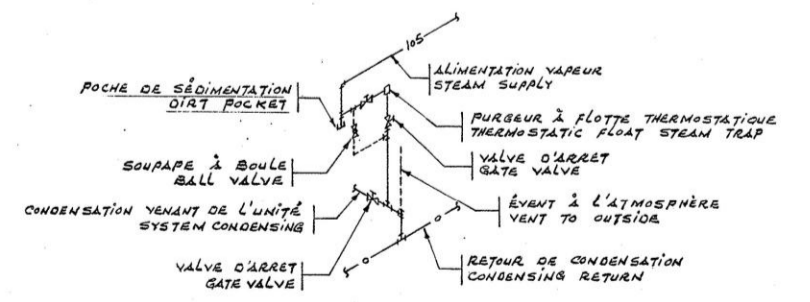 105
ALIMENTATION VAPEUR
STEAM SUPPLY
POCHE DE SÉDIMENTATION
DIRT POCKET
PURGEUR À FLOTTE THERMOSTATIQUE
THERMOSTATIC FLOAT STEAM TRAP
SOUPAPE À BOULE
BALL VALVE
VALVE D'ARRET
GATE VALVE
CONDENSATION VENANT DE L'UNITÉ
SYSTEM CONDENSING
ÉVENT À L'ATMOSPHÈRE
VENT TO OUTSIDE
VALVE D'ARRET
GATE VALVE
RETOUR DE CONDENSATION
CONDENSING RETURN